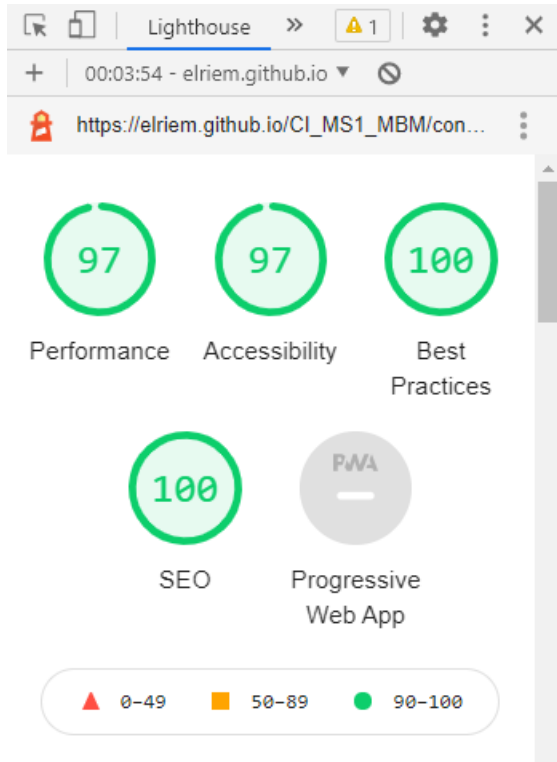 Lighthouse » 1
00:03:54 - elriem.github.io ▼
https://elriem.github.io/CI_MS1_MBM/con...
97 97 100
Performance Accessibility Best
Practices
100 PWA
SEO Progressive
Web App
0–49 50–89 90–100